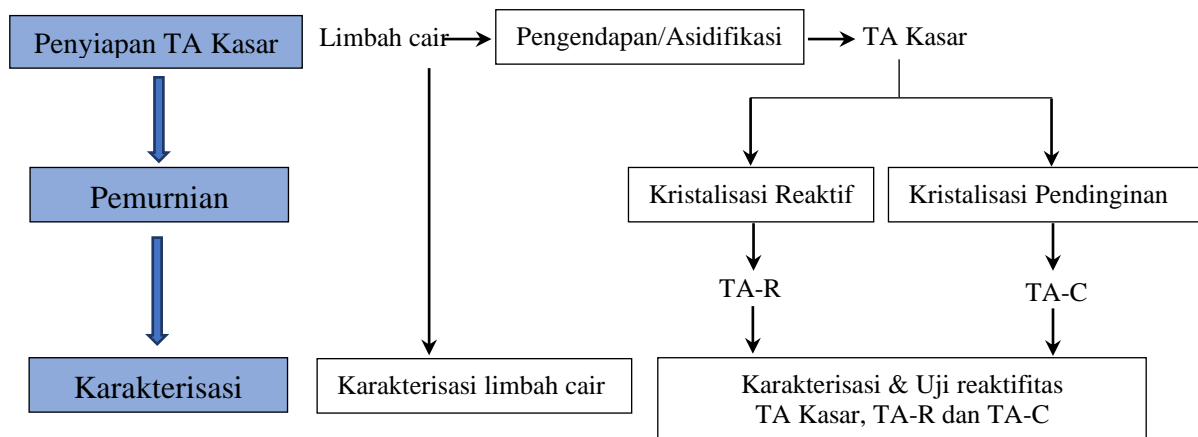 Penyiapan TA Kasar
Limbah cair
Pengendapan/Asidifikasi
TA Kasar
Pemurnian
Kristalisasi Reaktif
Kristalisasi Pendinginan
TA-R
TA-C
Karakterisasi
Karakterisasi limbah cair
Karakterisasi & Uji reaktifitas
TA Kasar, TA-R dan TA-C